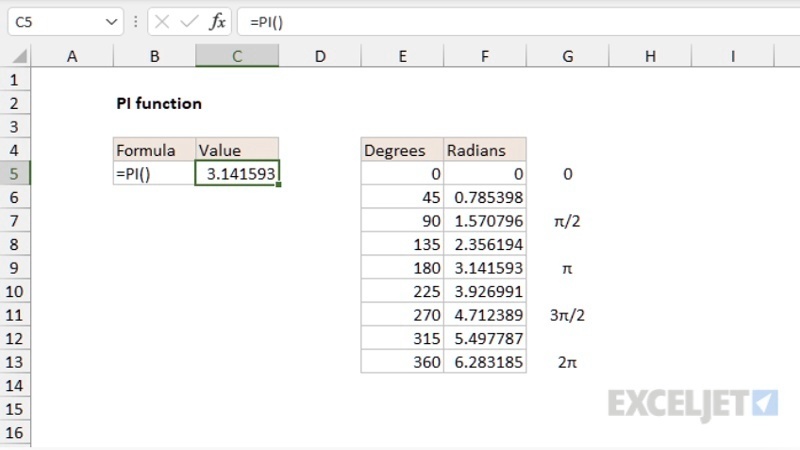 C5 fx =PI()
A B C D E F G H I
1
2 PI function
3
4 Formula Value Degrees Radians
5 =PI() 3.141593 0 0 0
6 45 0.785398
7 90 1.570796 π/2
8 135 2.356194
9 180 3.141593 π
10 225 3.926991
11 270 4.712389 3π/2
12 315 5.497787
13 360 6.283185 2π
14
15
16
EXCELJET